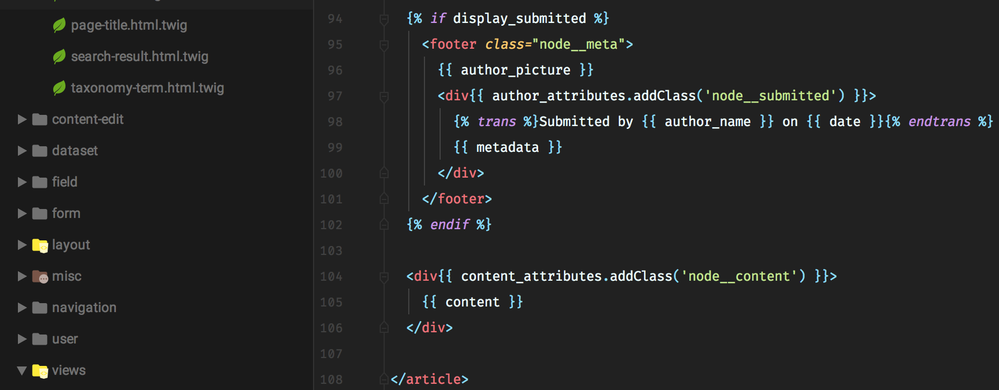 page-title.html.twig
search-result.html.twig
taxonomy-term.html.twig
content-edit
dataset
field
form
layout
misc
navigation
user
views
94 {% if display_submitted %}
95 <footer class="node__meta">
96 {{ author_picture }}
97 <div{{ author_attributes.addClass('node__submitted') }}>
98 {% trans %}Submitted by {{ author_name }} on {{ date }}{% endtrans %}
99 {{ metadata }}
100 </div>
101 </footer>
102 {% endif %}
103
104 <div{{ content_attributes.addClass('node__content') }}>
105 {{ content }}
106 </div>
107
108 </article>